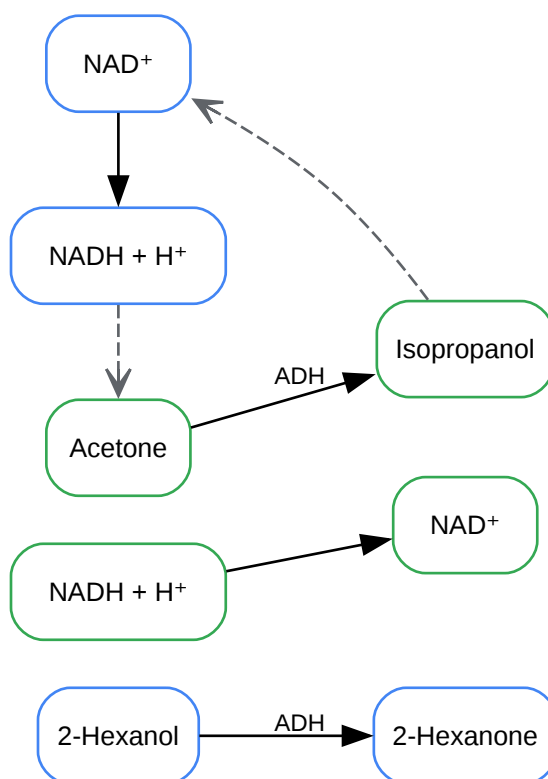 NAD⁺
NADH + H⁺
Isopropanol
ADH
Acetone
NAD⁺
NADH + H⁺
2-Hexanol
ADH
2-Hexanone